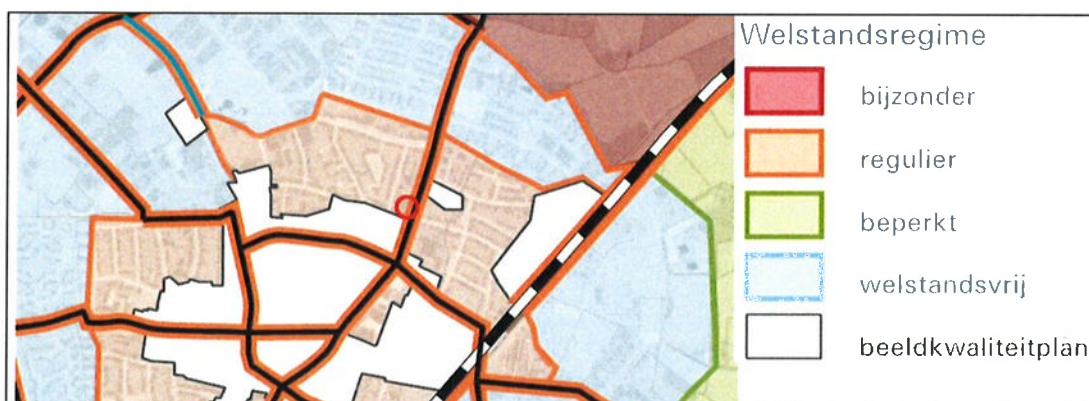 Welstandsregime
bijzonder
regulier
beperkt
welstandsvrij
beeldkwaliteitplan